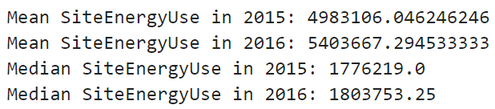 Mean SiteEnergyUse in 2015: 4983106.046246246
Mean SiteEnergyUse in 2016: 5403667.294533333
Median SiteEnergyUse in 2015: 1776219.0
Median SiteEnergyUse in 2016: 1803753.25